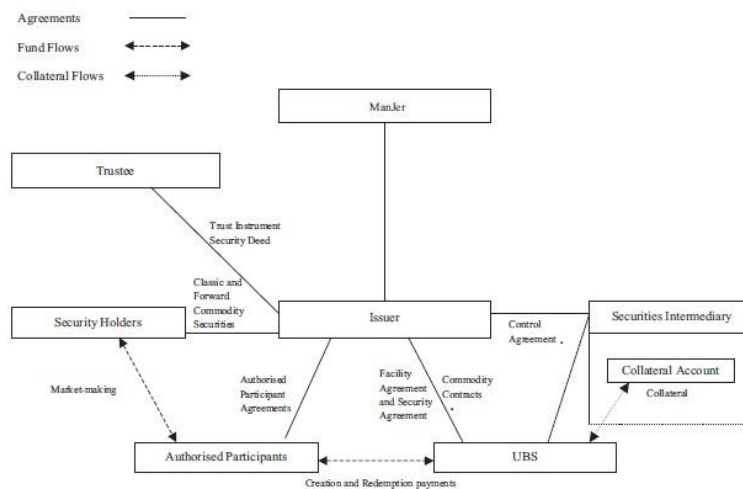 Agreements
Fund Flows
Collateral Flows
ManJer
Trustee
Trust Instrument
Security Deed
Classic and
Forward
Commodity
Securities
Security Holders
Issuer
Securities Intermediary
Control
Agreement .
Collateral Account
Collateral
Market-making
Authorised
Participant
Agreements
Facility
Agreement
and Security
Agreement
Commodity
Contracts .
Authorised Participants
UBS
Creation and Redemption payments